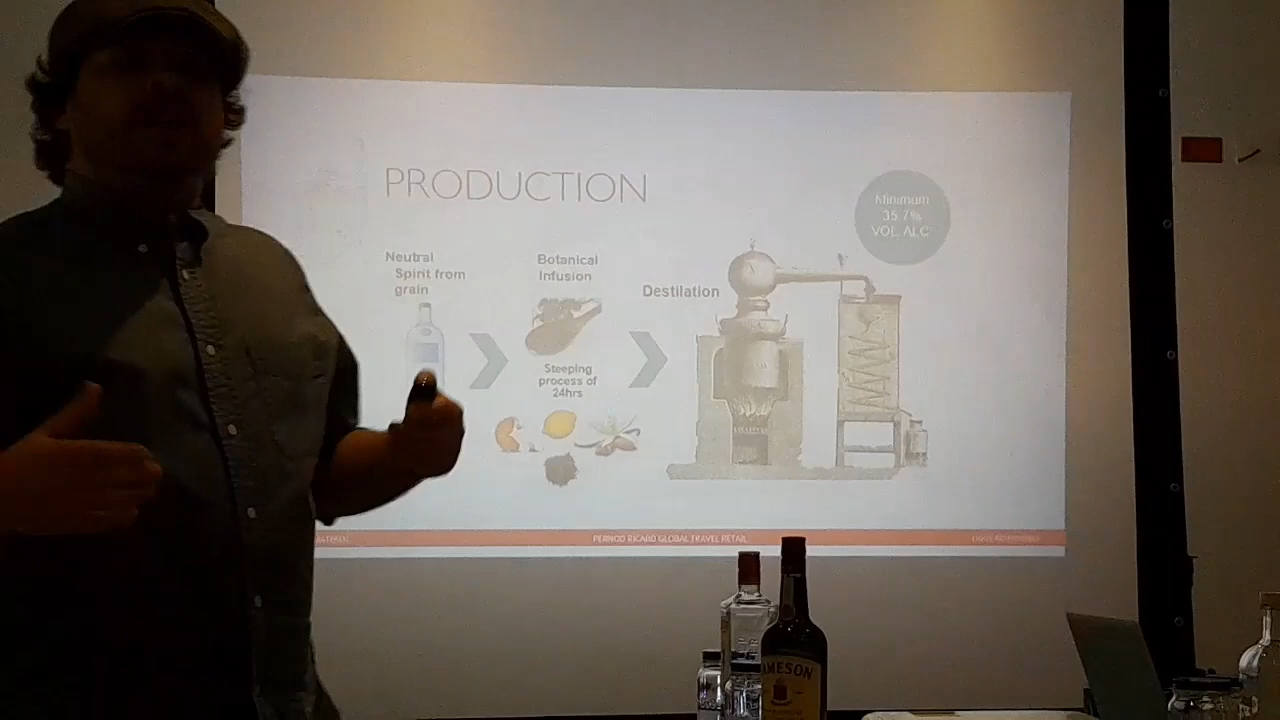 PRODUCTION
Minimum
35.7%
VOL. ALC
Neutral
Spirit from
grain
Botanical
Infusion
Destilation
Steeping
process of
24hrs
PERNOD RICARD GLOBAL TRAVEL RETAIL
JAMESON